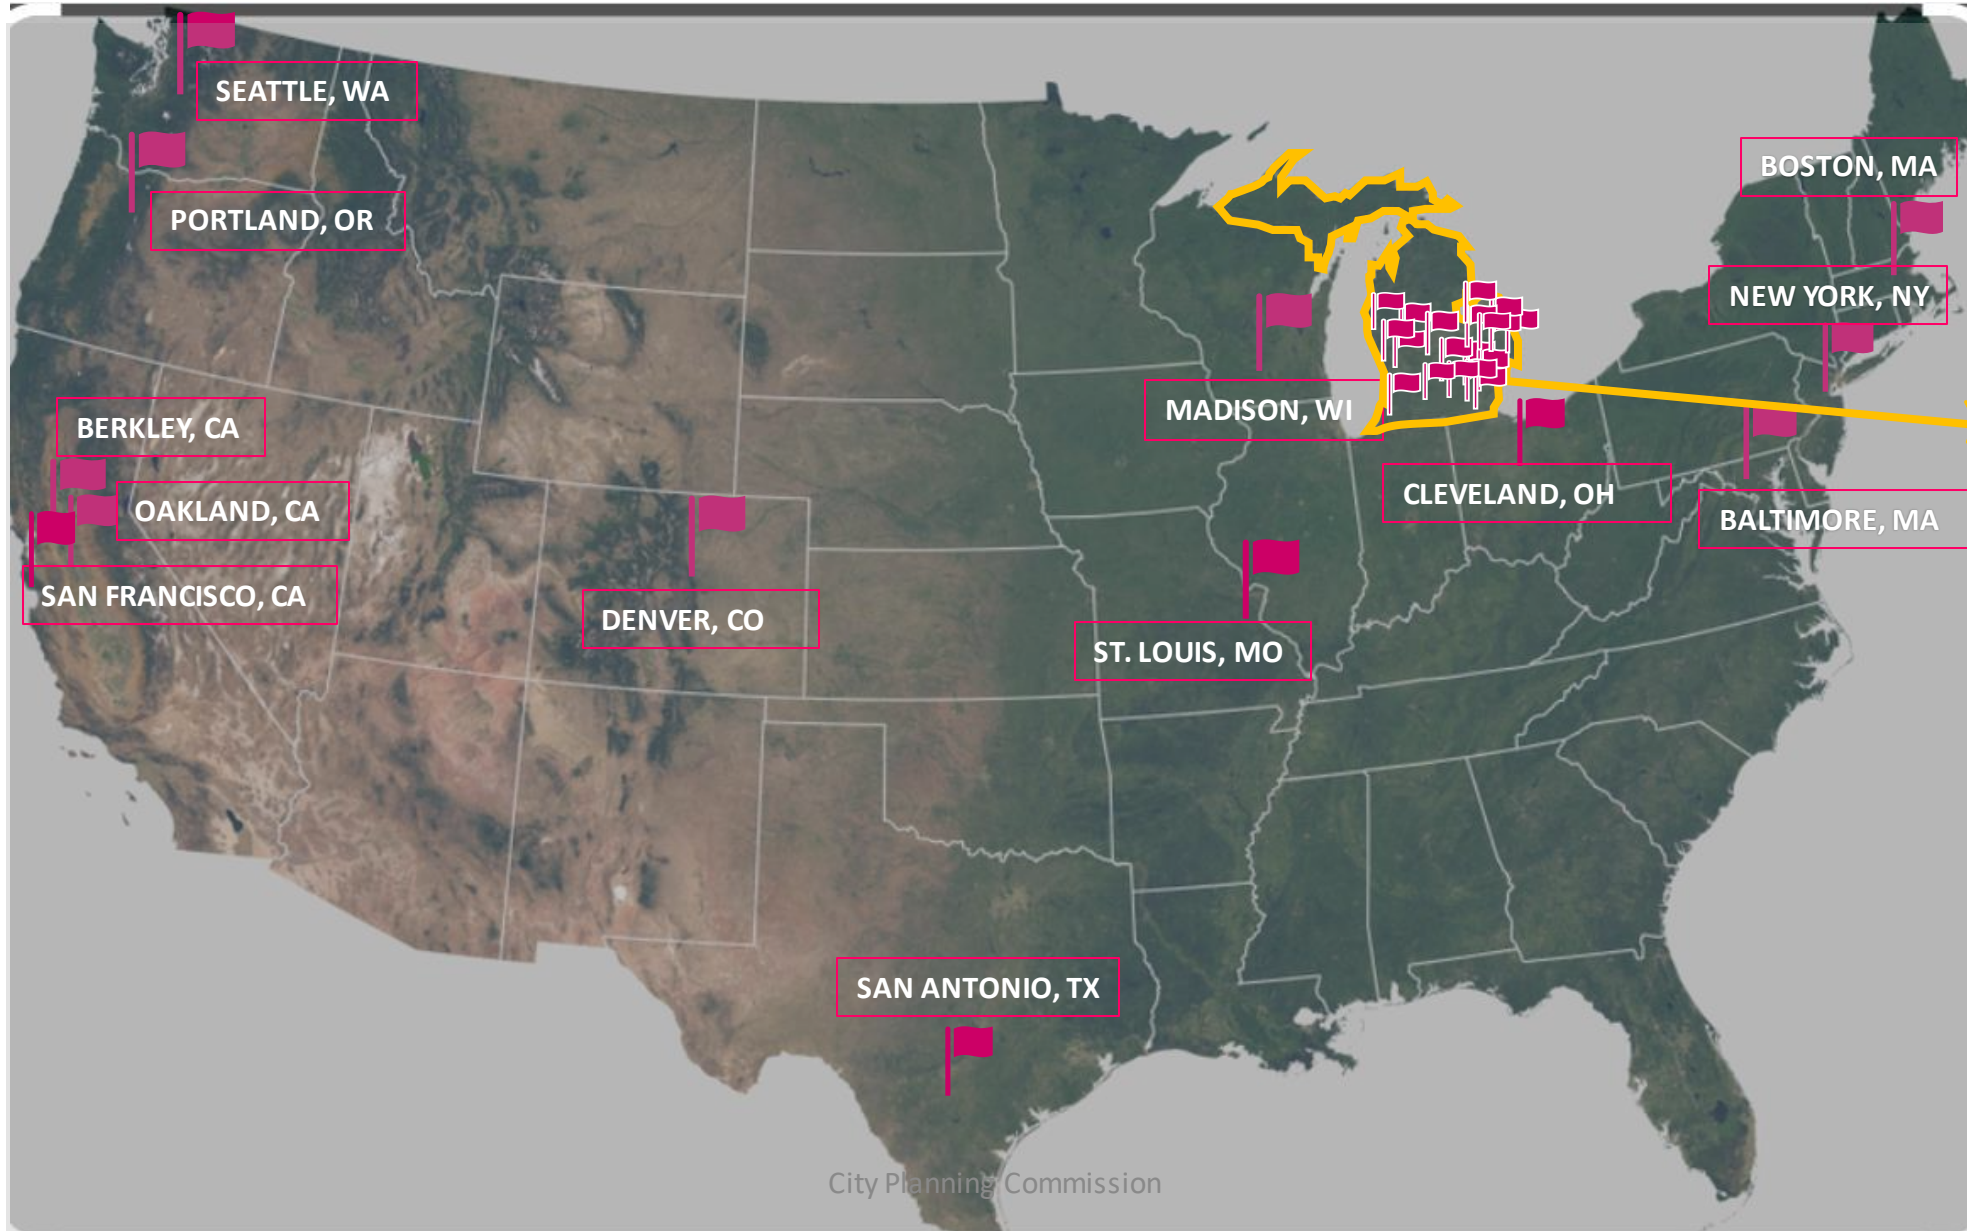 SEATTLE, WA
PORTLAND, OR
BOSTON, MA
NEW YORK, NY
BERKLEY, CA
MADISON, WI
OAKLAND, CA
CLEVELAND, OH
BALTIMORE, MA
SAN FRANCISCO, CA
DENVER, CO
ST. LOUIS, MO
SAN ANTONIO, TX
City Planning Commission